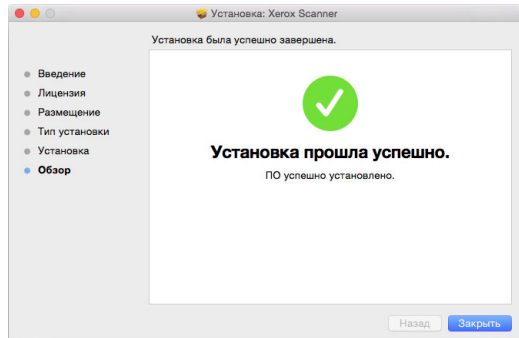 Установка: Xerox Scanner
Установка была успешно завершена.
Введение
Лицензия
Размещение
Тип установки
Установка
Обзор
Установка прошла успешно.
ПО успешно установлено.
Назад
Закрыть